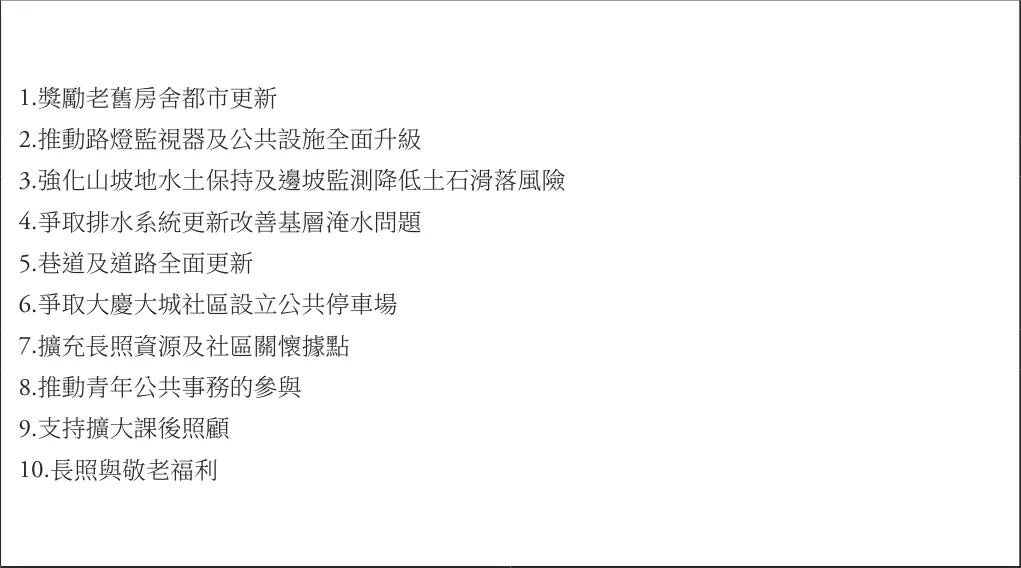 1.獎勵老舊房舍都市更新
2.推動路燈監視器及公共設施全面升級
3.強化山坡地水土保持及邊坡監測降低土石滑落風險
4.爭取排水系統更新改善基層淹水問題
5.巷道及道路全面更新
6.爭取大慶大城社區設立公共停車場
7.擴充長照資源及社區關懷據點
8.推動青年公共事務的參與
9.支持擴大課後照顧
10.長照與敬老福利